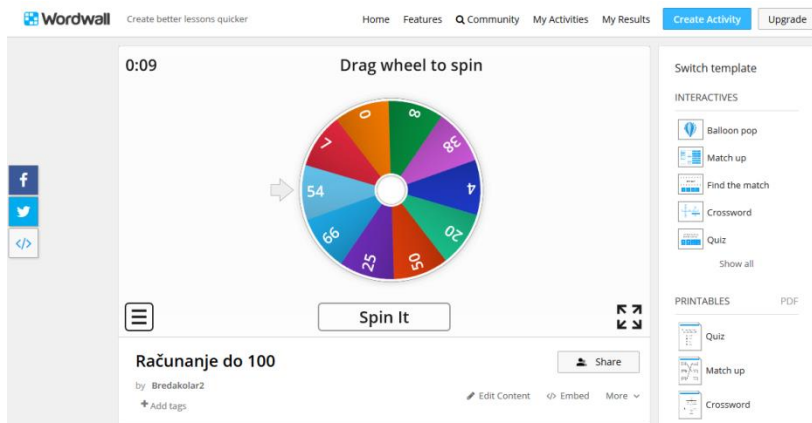 Wordwall
Create better lessons quicker
Home Features Community My Activities My Results Create Activity Upgrade
0:09
Drag wheel to spin
0
8
38
4
20
50
25
66
54
7
Spin It
Switch template
INTERACTIVES
Balloon pop
Match up
Find the match
Crossword
Quiz
Show all
PRINTABLES PDF
Quiz
Match up
Crossword
Računanje do 100
Share
by Bredakolar2
Add tags
Edit Content </> Embed More
f
</>